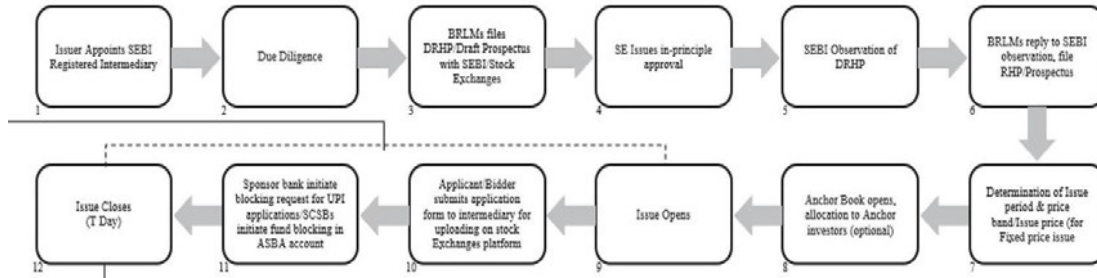 Issuer Appoints SEBI
Registered Intermediary
1
Due Diligence
2
BRLMs files
DRHP/Draft Prospectus
with SEBI/Stock
Exchanges
3
SE Issues in-principle
approval
4
SEBI Observation of
DRHP
5
BRLMs reply to SEBI
observation, file
RHP/Prospectus
6
Determination of Issue
period & price
band/Issue price (for
Fixed price issue
7
Anchor Book opens,
allocation to Anchor
investors (optional)
8
Issue Opens
9
Applicant/Bidder
submits application
form to intermediary for
uploading on stock
Exchanges platform
10
Sponsor bank initiate
blocking request for UPI
applications/SCSBs
initiate fund blocking in
ASBA account
11
Issue Closes
(T Day)
12